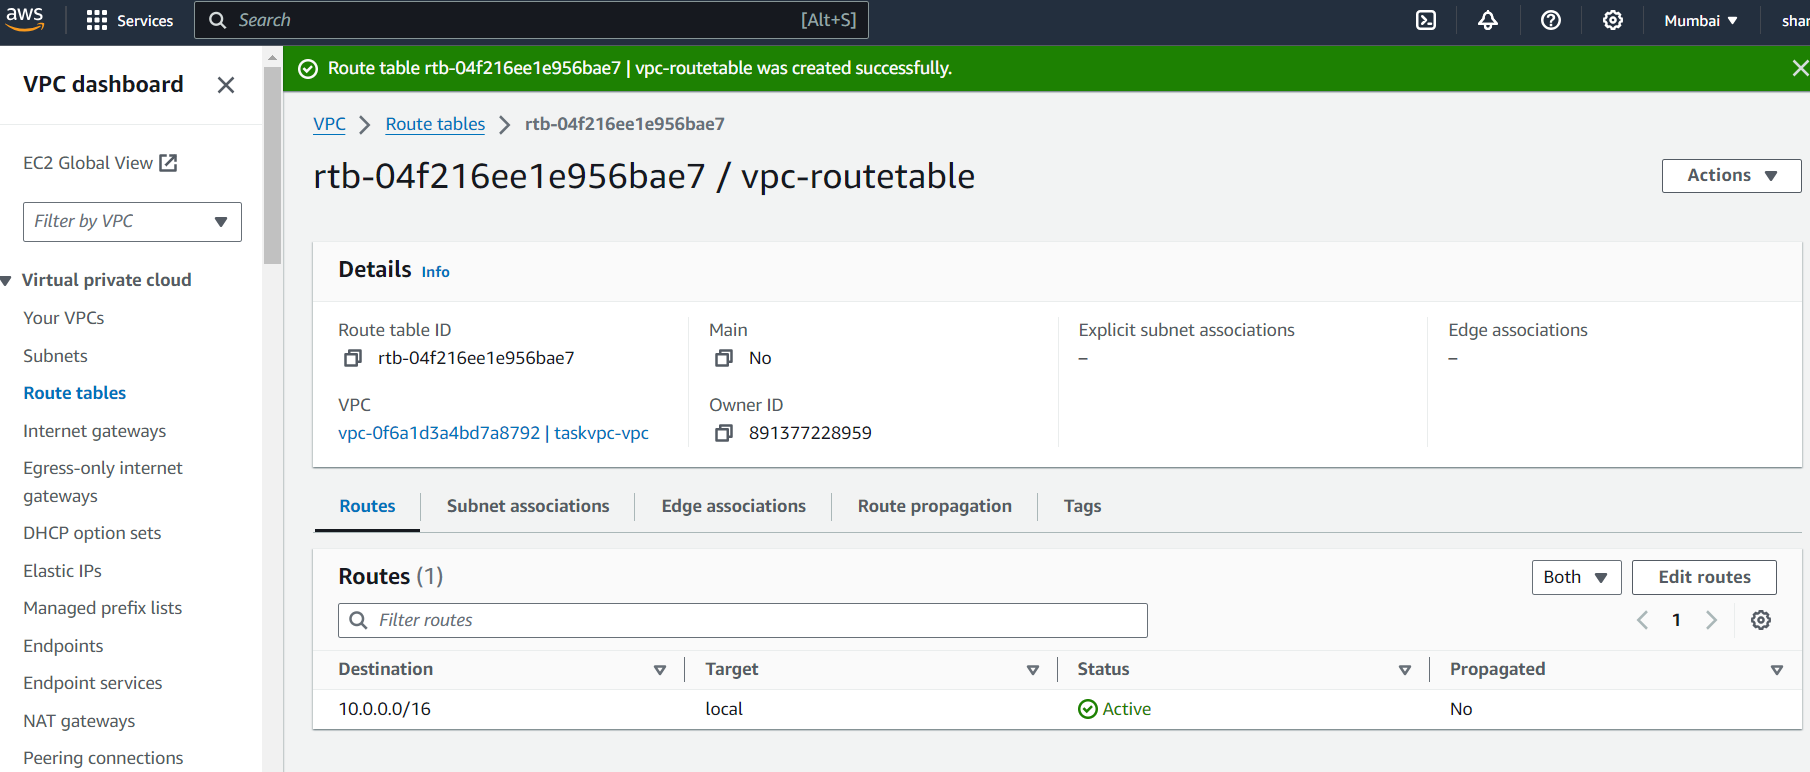 aws
Services
Search
[Alt+S]
Mumbai
shar
VPC dashboard
EC2 Global View
Filter by VPC
Virtual private cloud
Your VPCs
Subnets
Route tables
Internet gateways
Egress-only internet
gateways
DHCP option sets
Elastic IPs
Managed prefix lists
Endpoints
Endpoint services
NAT gateways
Peering connections
Route table rtb-04f216ee1e956bae7 | vpc-routetable was created successfully.
VPC
Route tables
rtb-04f216ee1e956bae7
rtb-04f216ee1e956bae7 / vpc-routetable
Actions
Details Info
Route table ID
rtb-04f216ee1e956bae7
Main
No
Explicit subnet associations
–
Edge associations
–
VPC
vpc-0f6a1d3a4bd7a8792 | taskvpc-vpc
Owner ID
891377228959
Routes
Subnet associations
Edge associations
Route propagation
Tags
Routes (1)
Both
Edit routes
Filter routes
1
Destination
Target
Status
Propagated
10.0.0.0/16
local
Active
No